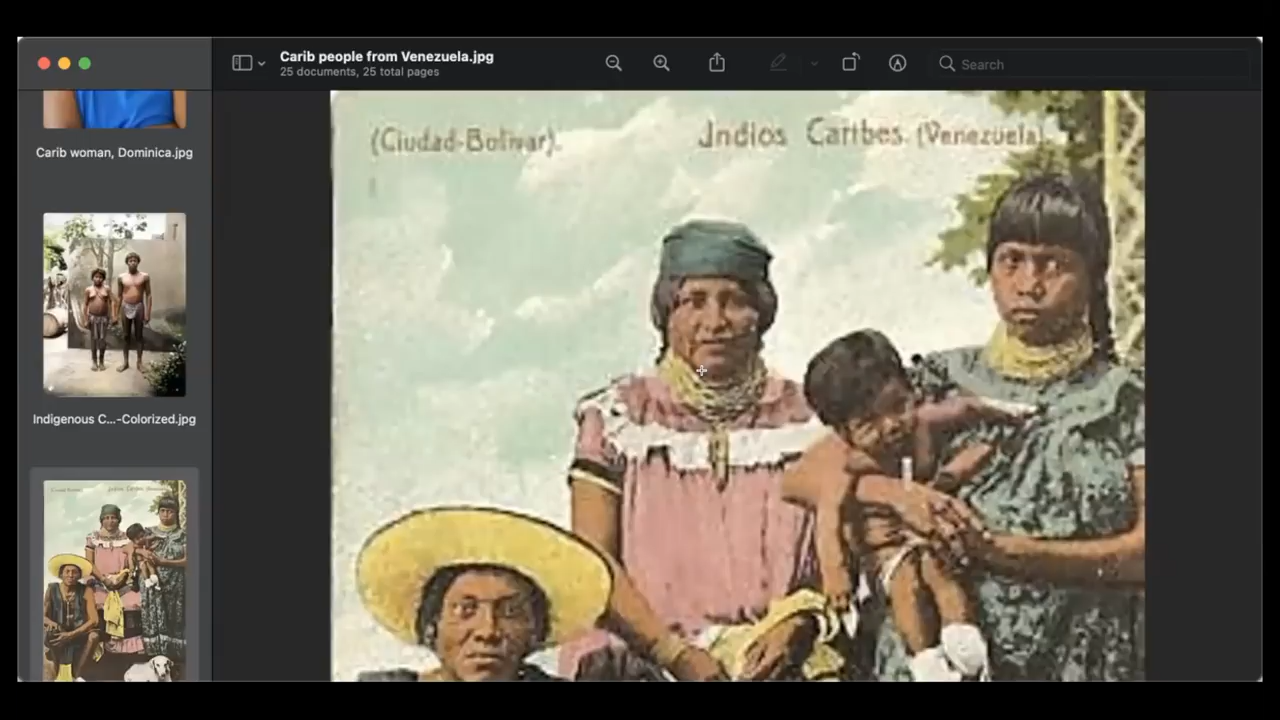 Carib people from Venezuela.jpg
25 documents, 25 total pages
Search
Carib woman, Dominica.jpg
Indigenous C...-Colorized.jpg
(Ciudad-Bolivar).
Indios Caribes. (Venezuela).